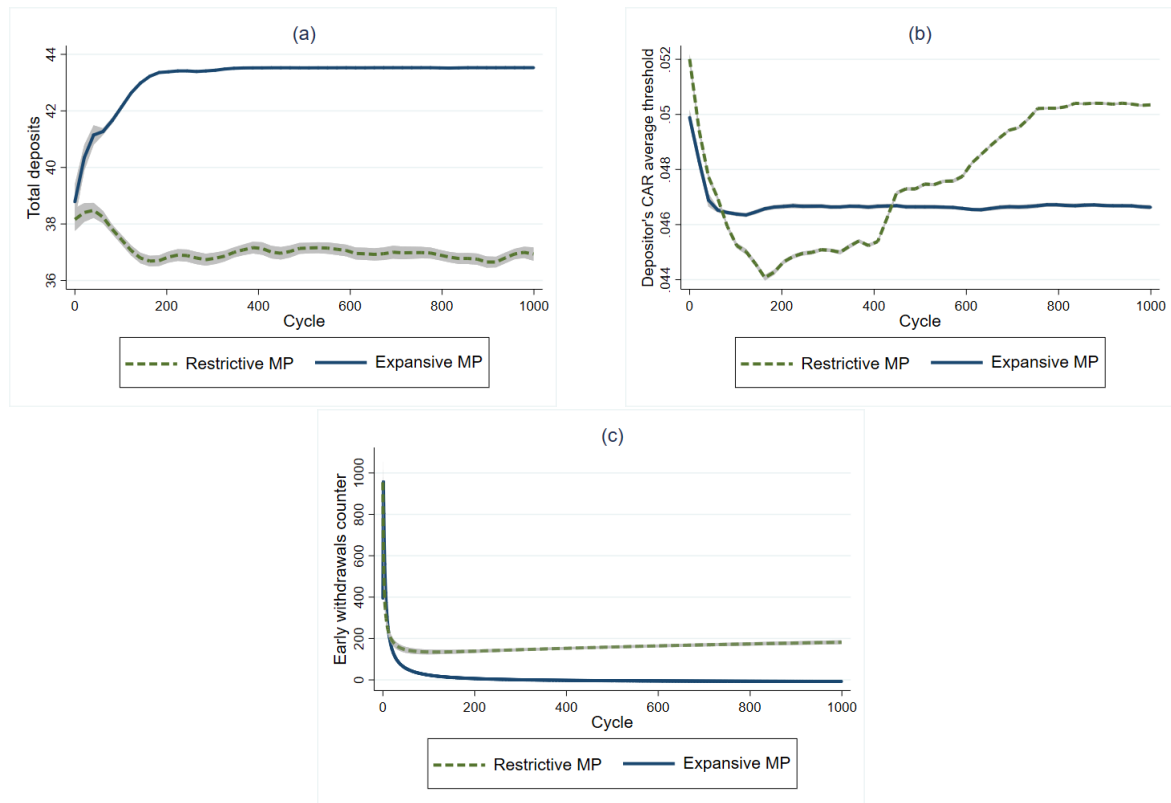 (a)
Total deposits
44
42
40
38
36
0 200 400 600 800 1000
Cycle
Restrictive MP Expansive MP
(b)
Depositor's CAR average threshold
.052
.05
.048
.046
.044
0 200 400 600 800 1000
Cycle
Restrictive MP Expansive MP
(c)
Early withdrawals counter
1000
800
600
400
200
0
0 200 400 600 800 1000
Cycle
Restrictive MP Expansive MP